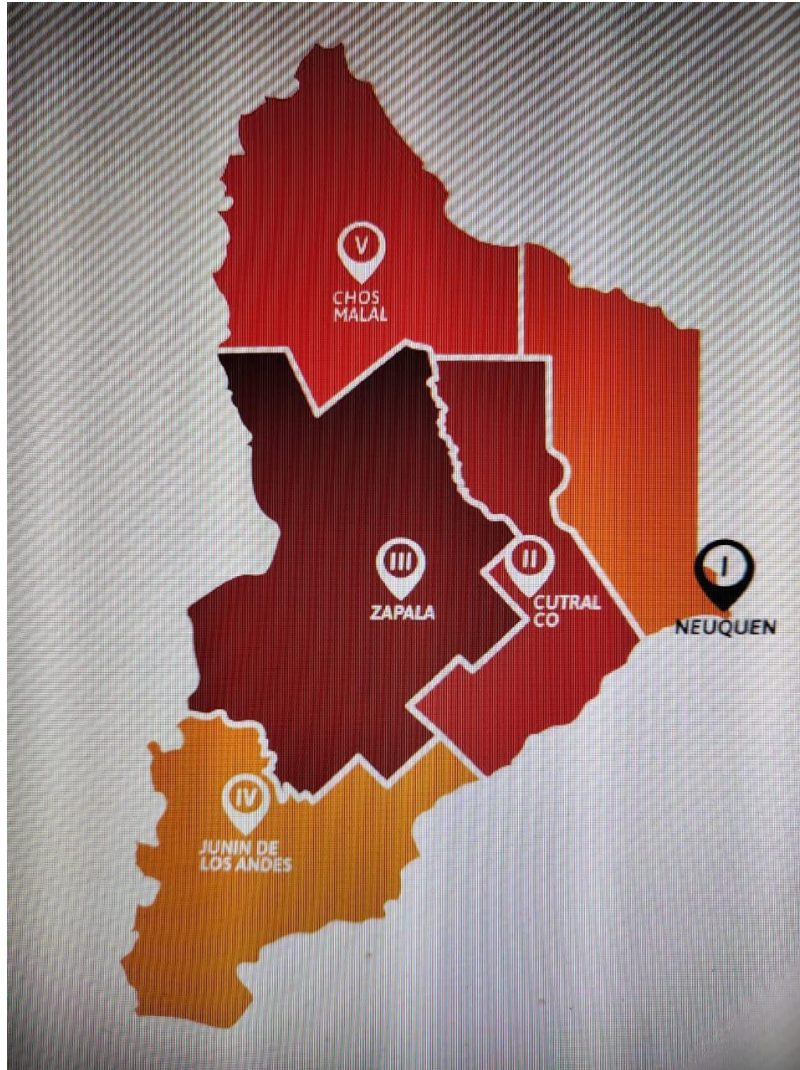 V
CHOS
MALAL
III
ZAPALA
II
CUTRAL
CO
I
NEUQUEN
IV
JUNIN DE
LOS ANDES